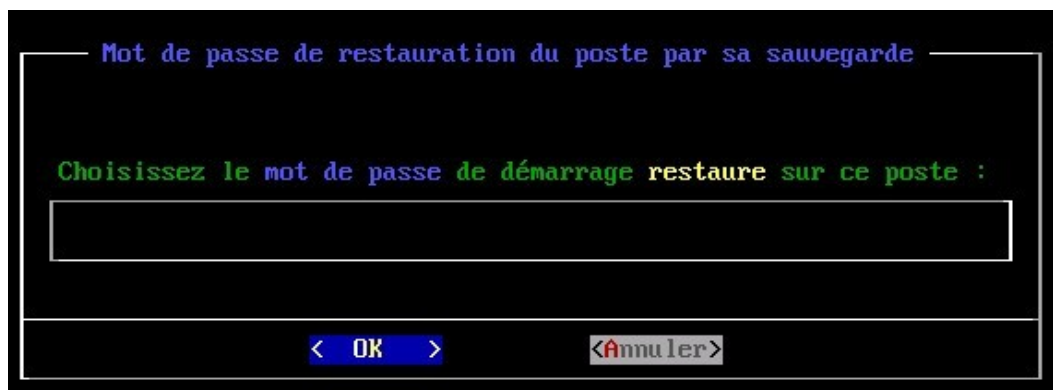 Mot de passe de restauration du poste par sa sauvegarde
Choisissez le mot de passe de démarrage restaure sur ce poste :
< OK > <Annuler>